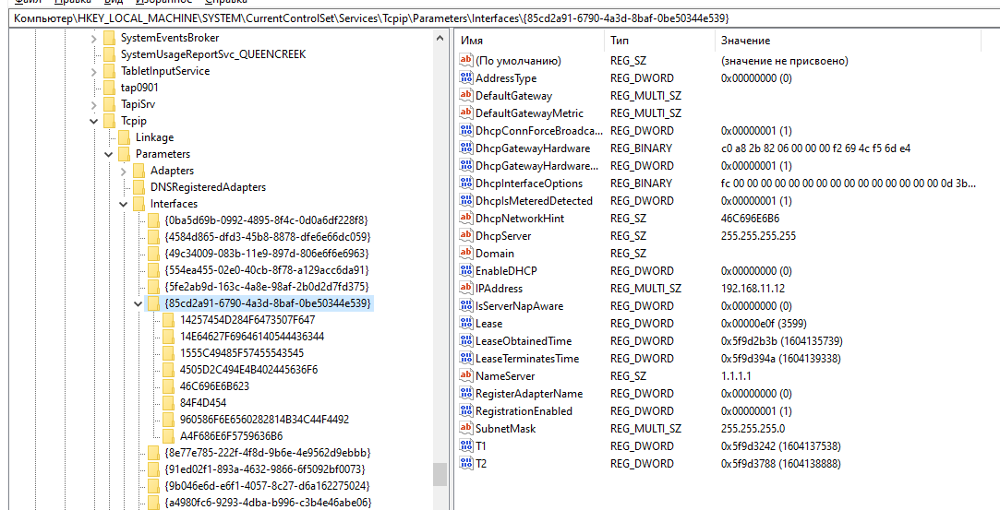 Файл Правка Вид Избранное Справка
Компьютер\HKEY_LOCAL_MACHINE\SYSTEM\CurrentControlSet\Services\Tcpip\Parameters\Interfaces\{85cd2a91-6790-4a3d-8baf-0be50344e539}
SystemEventsBroker
SystemUsageReportSvc_QUEENCREEK
TabletInputService
tap0901
TapiSrv
Tcpip
Linkage
Parameters
Adapters
DNSRegisteredAdapters
Interfaces
{0ba5d69b-0992-4895-8f4c-0d0a6df228f8}
{4584d865-dfd3-45b8-8878-dfe6e66dc059}
{49c34009-083b-11e9-897d-806e6f6e6963}
{554ea455-02e0-40cb-8f78-a129acc6da91}
{5fe2ab9d-163c-4a8e-98af-2b0d2d7fd375}
{85cd2a91-6790-4a3d-8baf-0be50344e539}
14257454D284F6473507F647
14E64627F69646140544436344
1555C49485F57455543545
4505D2C494E4B402445636F6
46C696E6B623
84F4D454
960586F6E6560282814B34C44F4492
A4F686E6F5759636B6
{8e77e785-222f-4f8d-9b6e-4e9562d9ebbb}
{91ed02f1-893a-4632-9866-6f5092bf0073}
{9b046e6d-e6f1-4057-8c27-d6a162275024}
{a4980fc6-9293-4dba-b996-c3b4e46abe06}
Имя Тип Значение
(По умолчанию) REG_SZ (значение не присвоено)
AddressType REG_DWORD 0x00000000 (0)
DefaultGateway REG_MULTI_SZ
DefaultGatewayMetric REG_MULTI_SZ
DhcpConnForceBroadca... REG_DWORD 0x00000001 (1)
DhcpGatewayHardware REG_BINARY c0 a8 2b 82 06 00 00 00 f2 69 4c f5 6d e4
DhcpGatewayHardware... REG_DWORD 0x00000001 (1)
DhcpInterfaceOptions REG_BINARY fc 00 00 00 00 00 00 00 00 00 00 00 00 00 00 00 0d 3b...
DhcpIsMeteredDetected REG_DWORD 0x00000001 (1)
DhcpNetworkHint REG_SZ 46C696E6B6
DhcpServer REG_SZ 255.255.255.255
Domain REG_SZ
EnableDHCP REG_DWORD 0x00000000 (0)
IPAddress REG_MULTI_SZ 192.168.11.12
IsServerNapAware REG_DWORD 0x00000000 (0)
Lease REG_DWORD 0x00000e0f (3599)
LeaseObtainedTime REG_DWORD 0x5f9d2b3b (1604135739)
LeaseTerminatesTime REG_DWORD 0x5f9d394a (1604139338)
NameServer REG_SZ 1.1.1.1
RegisterAdapterName REG_DWORD 0x00000000 (0)
RegistrationEnabled REG_DWORD 0x00000001 (1)
SubnetMask REG_MULTI_SZ 255.255.255.0
T1 REG_DWORD 0x5f9d3242 (1604137538)
T2 REG_DWORD 0x5f9d3788 (1604138888)